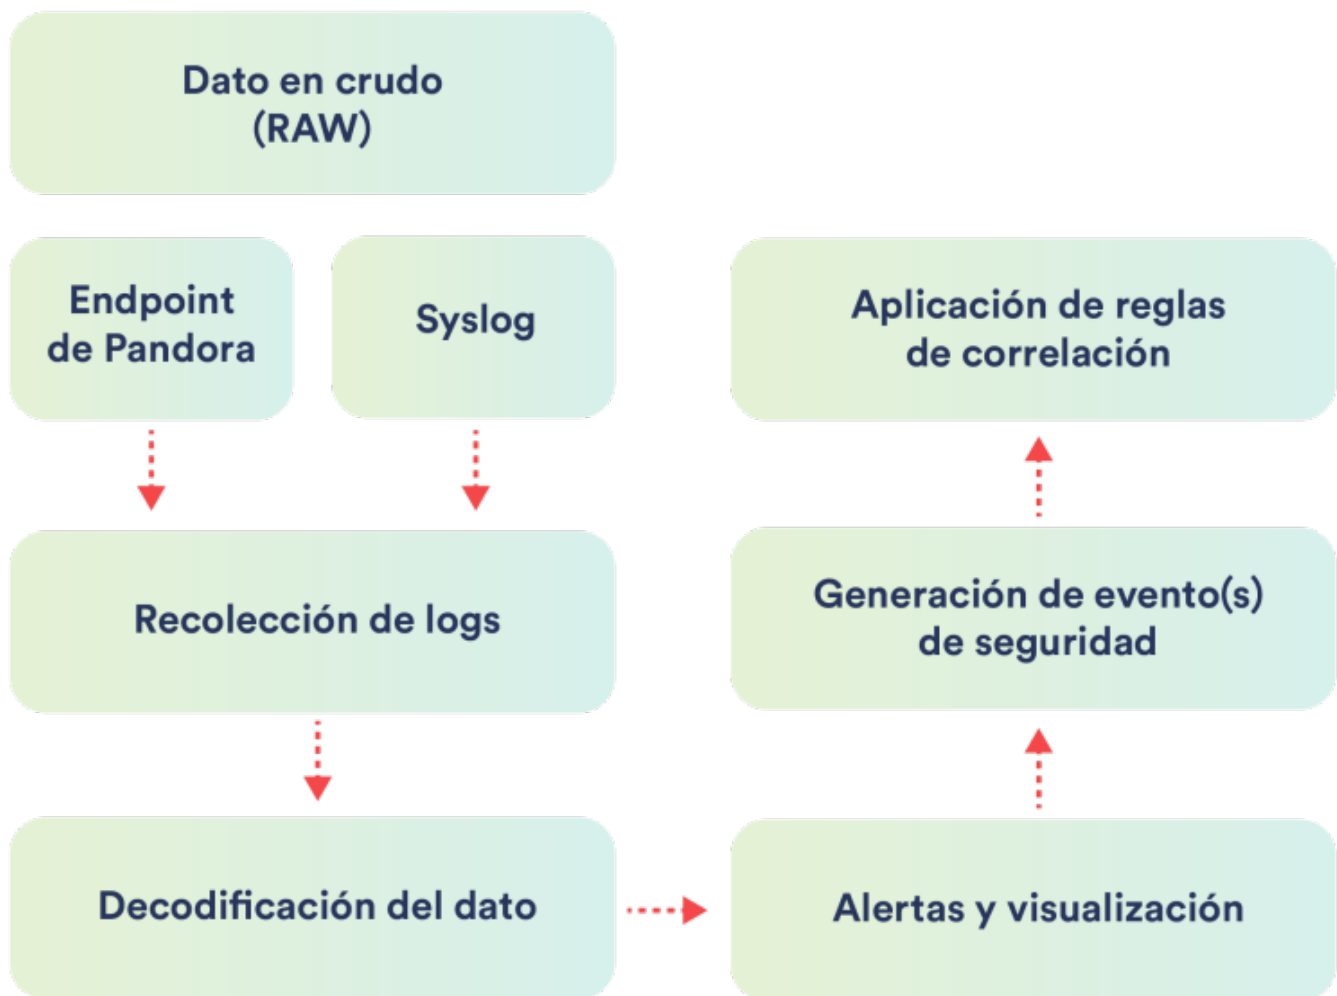 Dato en crudo
(RAW)
Endpoint
de Pandora
Syslog
Recolección de logs
Decodificación del dato
Alertas y visualización
Generación de evento(s)
de seguridad
Aplicación de reglas
de correlación